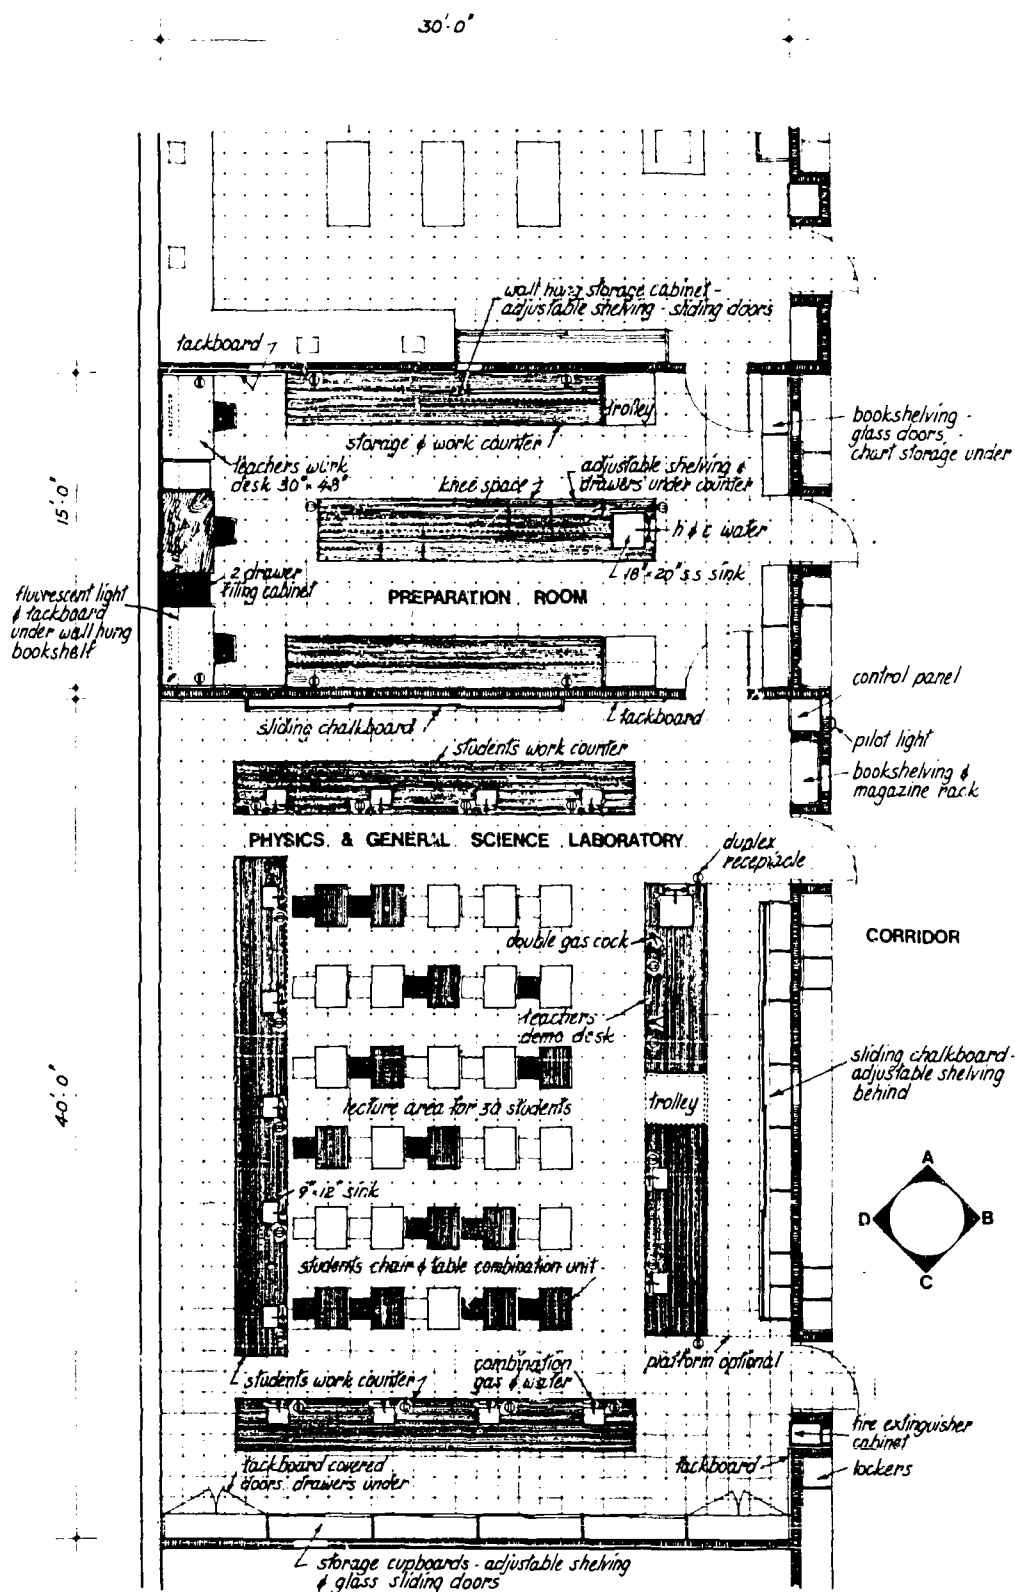 30'-0"
wall hung storage cabinet -
adjustable shelving - sliding doors
tackboard
trolley
storage & work counter
bookshelving -
glass doors,
chart storage under
teachers work
desk 30" × 48"
knee space
adjustable shelving &
drawers under counter
15'-0"
h & c water
18" × 20" s.s sink
2 drawer
filing cabinet
PREPARATION ROOM
fluorescent light
& tackboard
under wall hung
bookshelf
control panel
sliding chalkboard
tackboard
students work counter
pilot light
bookshelving &
magazine rack
PHYSICS & GENERAL SCIENCE LABORATORY
duplex
receptacle
double gas cock
CORRIDOR
teachers
demo desk
sliding chalkboard -
adjustable shelving
behind
40'-0"
lecture area for 30 students
trolley
A
D
B
C
9" × 12" sink
students chair & table combination unit -
platform optional
students work counter
combination
gas & water
fire extinguisher
cabinet
tackboard
lockers
tackboard covered
doors, drawers under
storage cupboards - adjustable shelving
& glass sliding doors